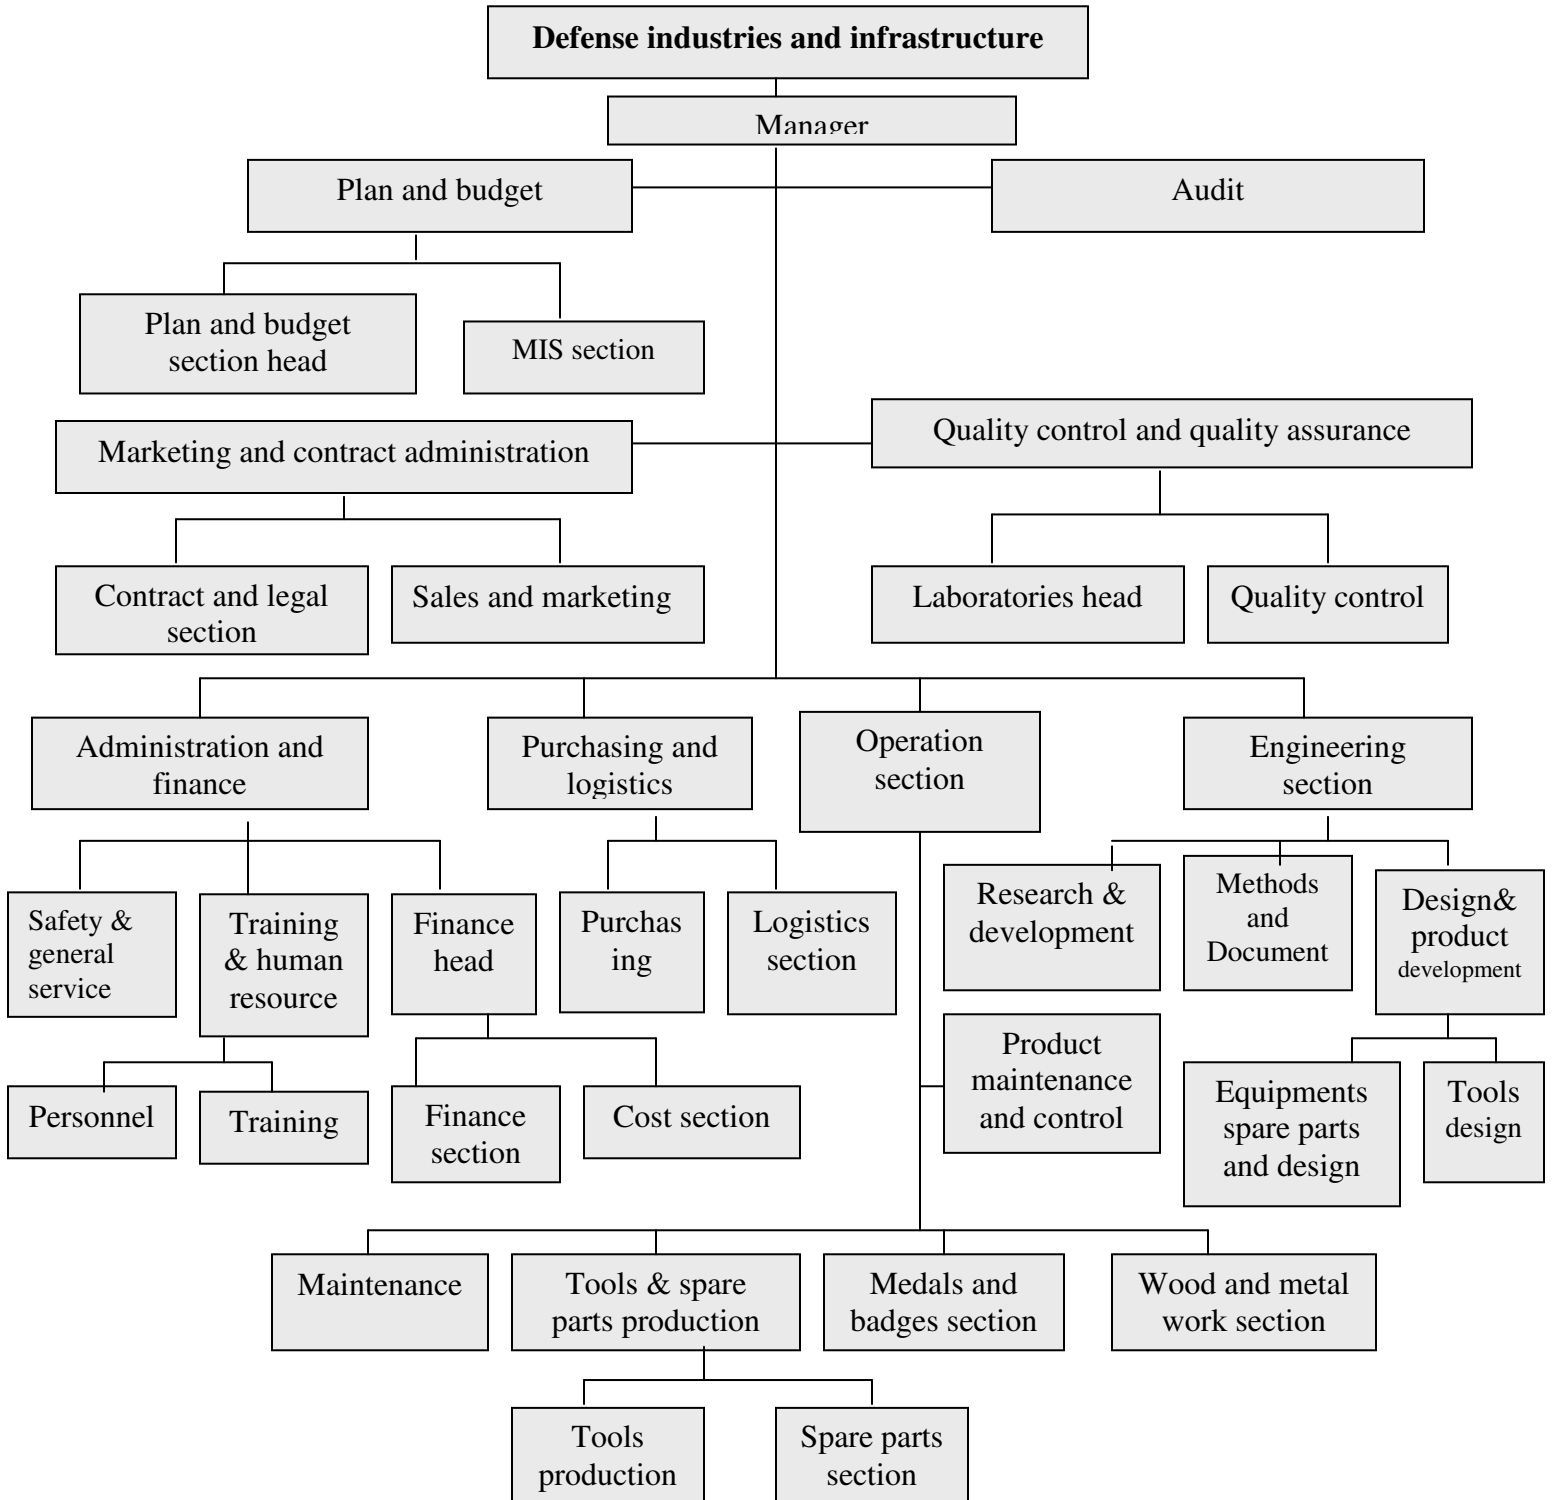 Defense industries and infrastructure
Manager
Plan and budget
Audit
Plan and budget
section head
MIS section
Marketing and contract administration
Quality control and quality assurance
Contract and legal
section
Sales and marketing
Laboratories head
Quality control
Administration and
finance
Purchasing and
logistics
Operation
section
Engineering
section
Safety &
general
service
Training
& human
resource
Finance
head
Purchas
ing
Logistics
section
Research &
development
Methods
and
Document
Design&
product
development
Personnel
Training
Finance
section
Cost section
Product
maintenance
and control
Equipments
spare parts
and design
Tools
design
Maintenance
Tools & spare
parts production
Medals and
badges section
Wood and metal
work section
Tools
production
Spare parts
section